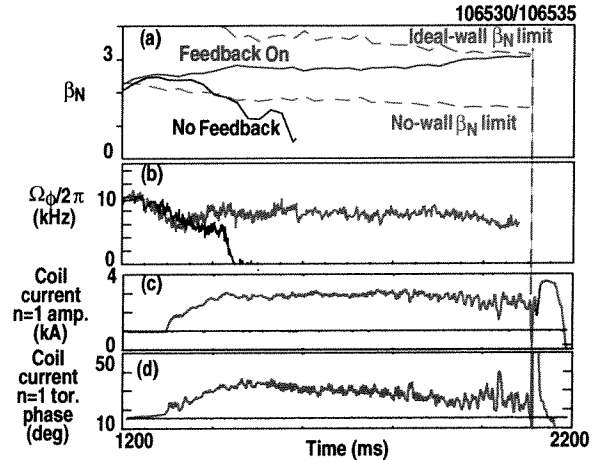 106530/106535
(a)
Ideal-wall βN limit
Feedback On
3
2
βN
1
0
No Feedback
No-wall βN limit
(b)
ΩΦ/2π
(kHz)
10
0
Coil
current
n=1 amp.
(kA)
4
(c)
0
Coil
current
n=1 tor.
phase
(deg)
50
(d)
10
1200
Time (ms)
2200